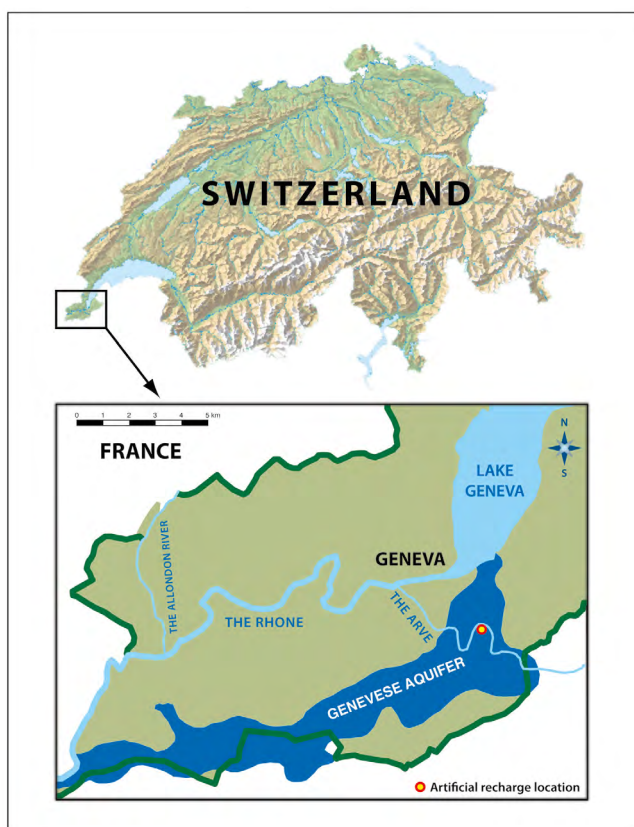 SWITZERLAND
0 1 2 3 4 5 km
FRANCE
N
S
LAKE
GENEVA
THE ALLONDON RIVER
GENEVA
THE RHONE
THE ARVE
GENEVESE AQUIFER
Artificial recharge location